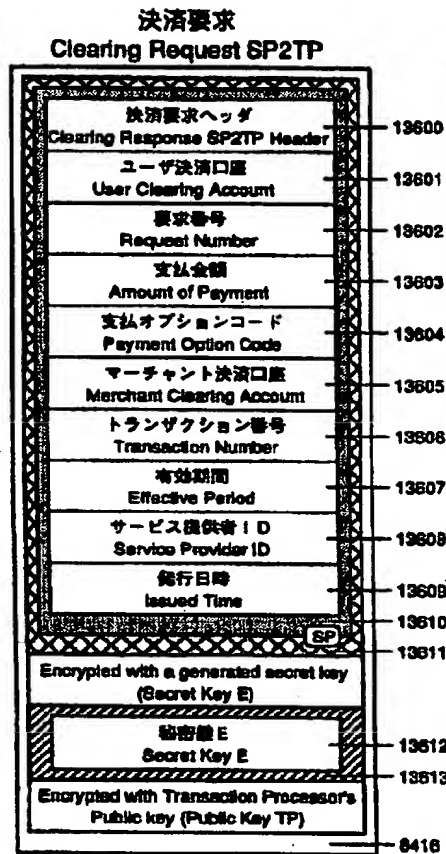 決済要求
Clearing Request SP2TP
決済要求ヘッダ
Clearing Response SP2TP Header
13600
ユーザ決済口座
User Clearing Account
13601
要求番号
Request Number
13602
支払金額
Amount of Payment
13603
支払オプションコード
Payment Option Code
13604
マーチャント決済口座
Merchant Clearing Account
13605
トランザクション番号
Transaction Number
13606
有効期間
Effective Period
13607
サービス提供者ID
Service Provider ID
13608
発行日時
Issued Time
13609
13610
SP
13611
Encrypted with a generated secret key
(Secret Key E)
秘密鍵E
Secret Key E
13612
13613
Encrypted with Transaction Processor's
Public key (Public Key TP)
8416